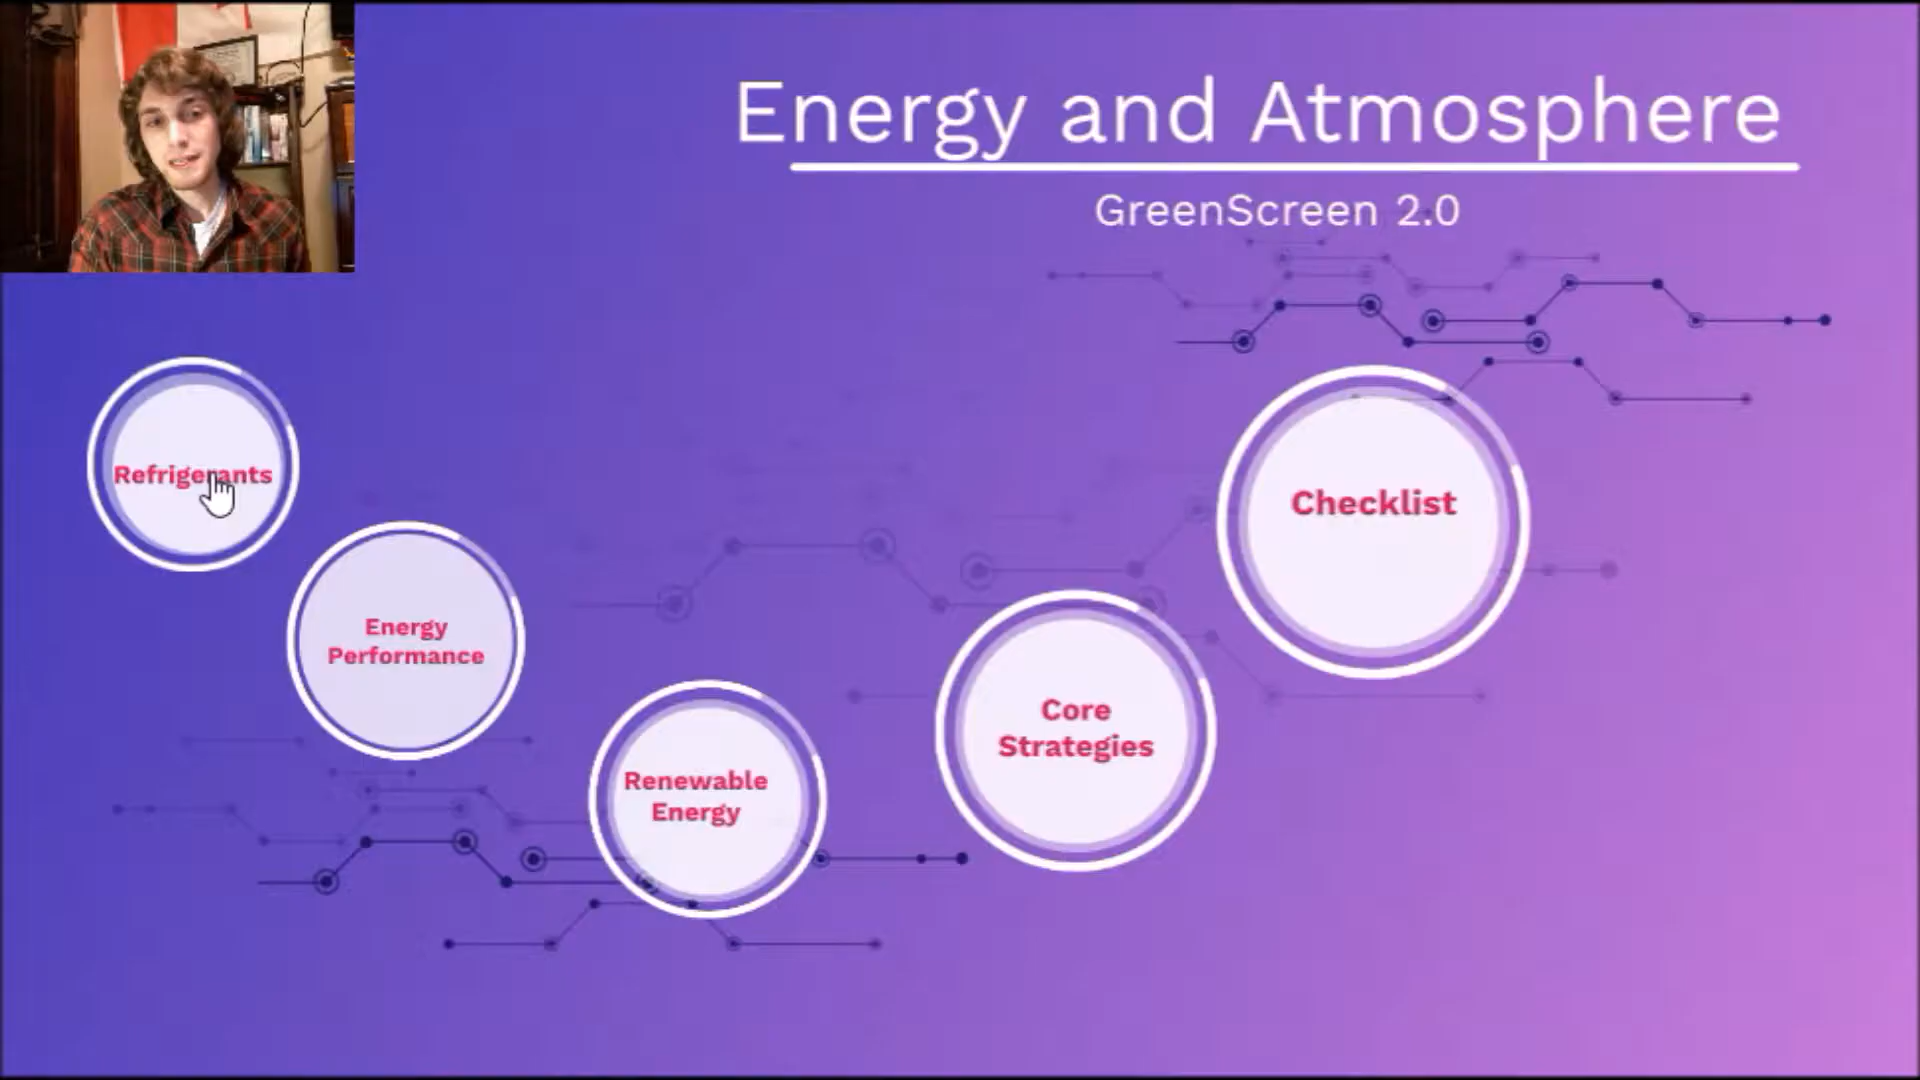 Energy and Atmosphere
GreenScreen 2.0
Refrigerants
Energy
Performance
Renewable
Energy
Core
Strategies
Checklist